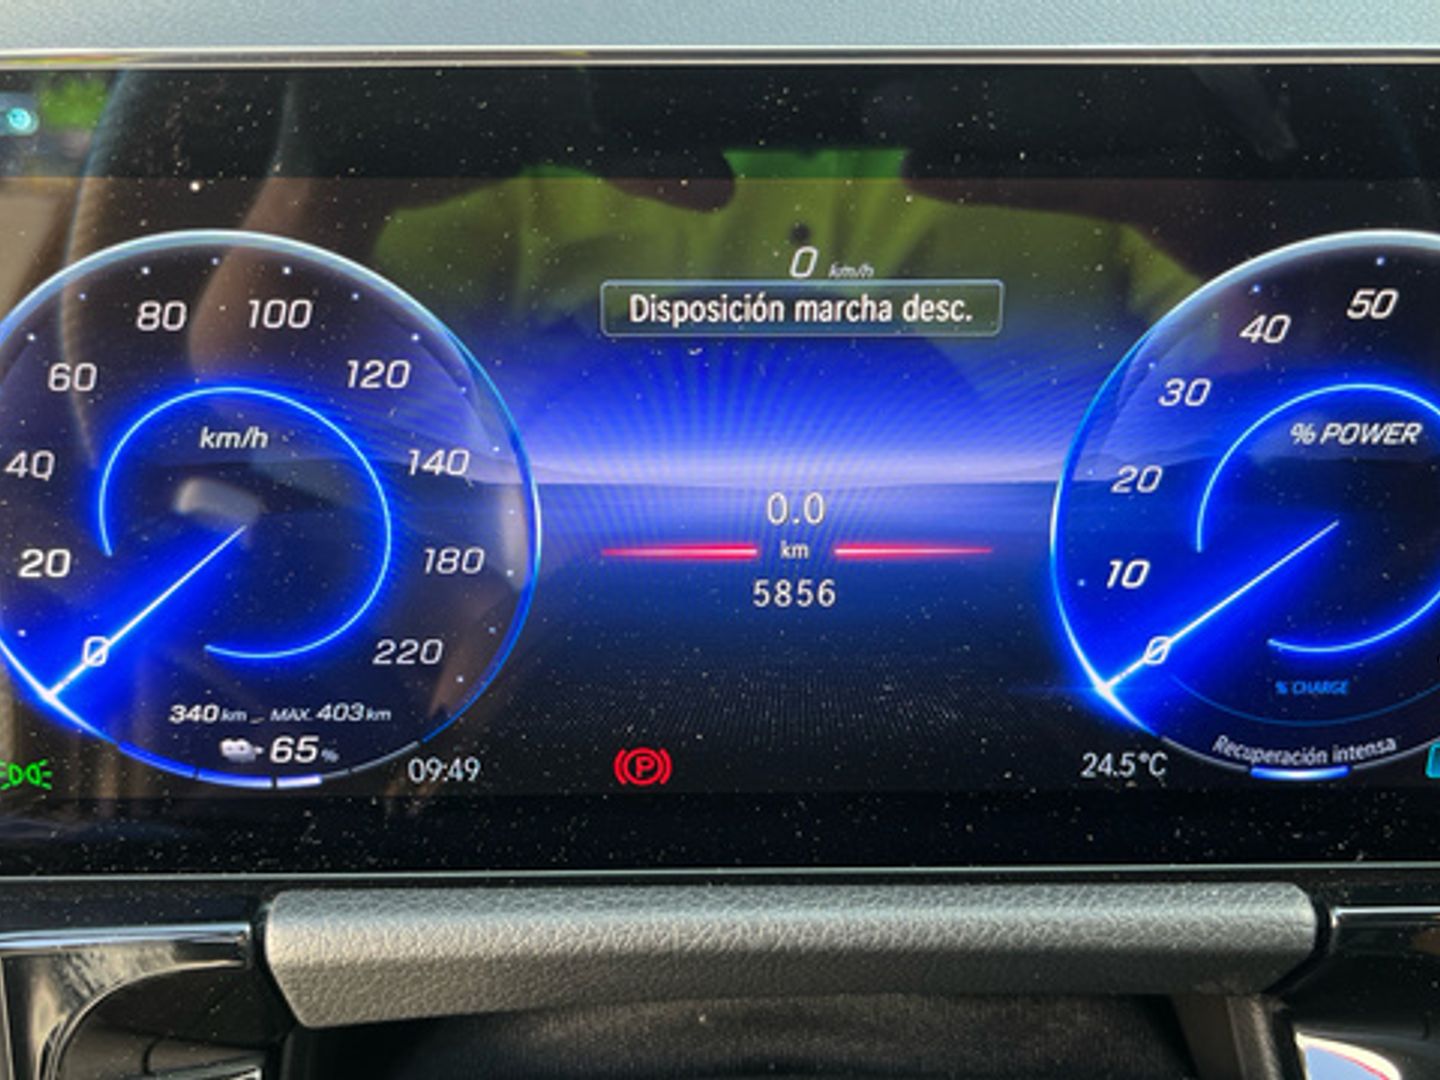 0 km/h
Disposición marcha desc.
80 100
60 120
km/h
40 140
20 180
0 220
340 km MAX. 403 km
65 %
09:49
0.0
km
5856
P
50
40
30
% POWER
20
10
0
% CHARGE
Recuperación intensa
24.5°C